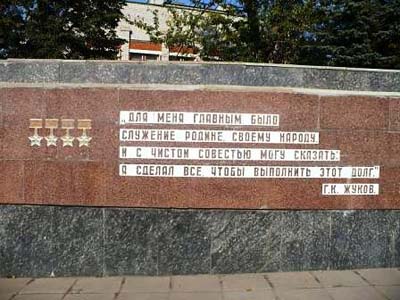 „ДЛЯ МЕНЯ ГЛАВНЫМ БЫЛО
СЛУЖЕНИЕ РОДИНЕ СВОЕМУ НАРОДУ.
И С ЧИСТОЙ СОВЕСТЬЮ МОГУ СКАЗАТЬ:
Я СДЕЛАЛ ВСЕ, ЧТОБЫ ВЫПОЛНИТЬ ЭТОТ ДОЛГ."
Г.К. ЖУКОВ.